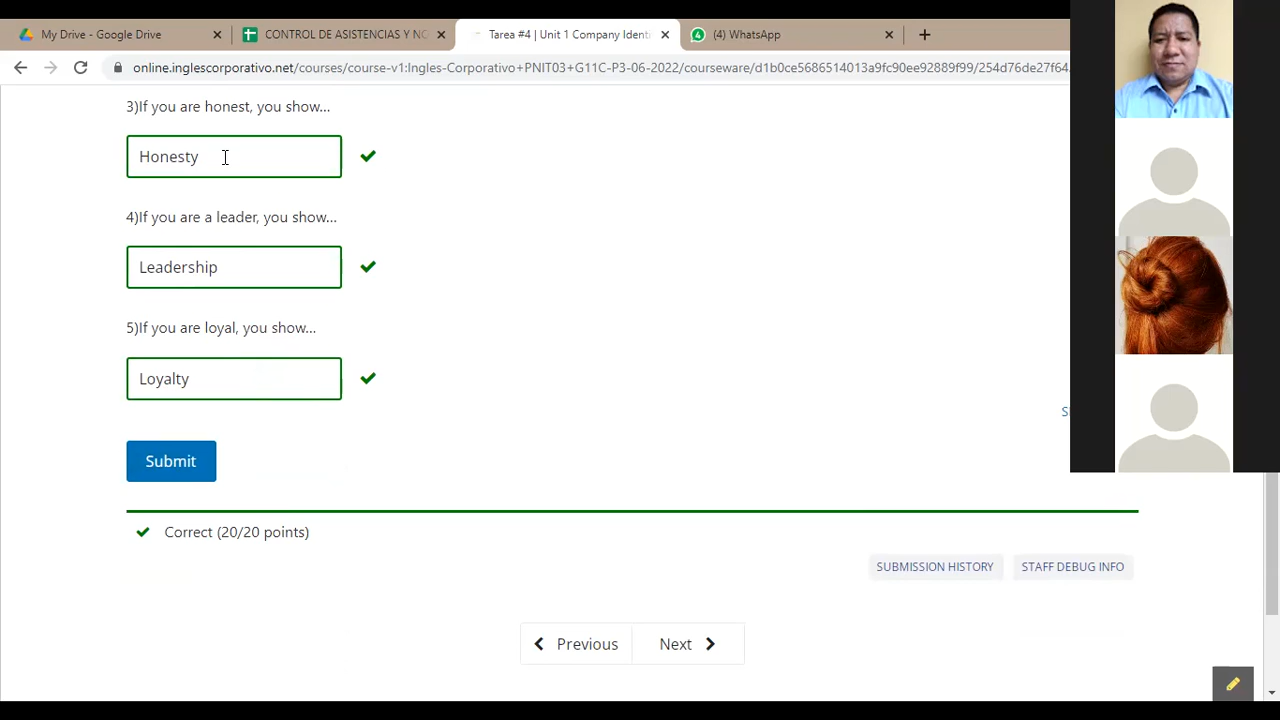 My Drive - Google Drive
CONTROL DE ASISTENCIAS Y NO
Tarea #4 | Unit 1 Company Ident
(4) WhatsApp
online.inglescorporativo.net/courses/course-v1:Ingles-Corporativo+PNIT03+G11C-P3-06-2022/courseware/d1b0ce5686514013a9fc90ee92889f99/254d76de27f64
3)If you are honest, you show...
Honesty
4)If you are a leader, you show...
Leadership
5)If you are loyal, you show...
Loyalty
Submit
Correct (20/20 points)
SUBMISSION HISTORY
STAFF DEBUG INFO
Previous
Next